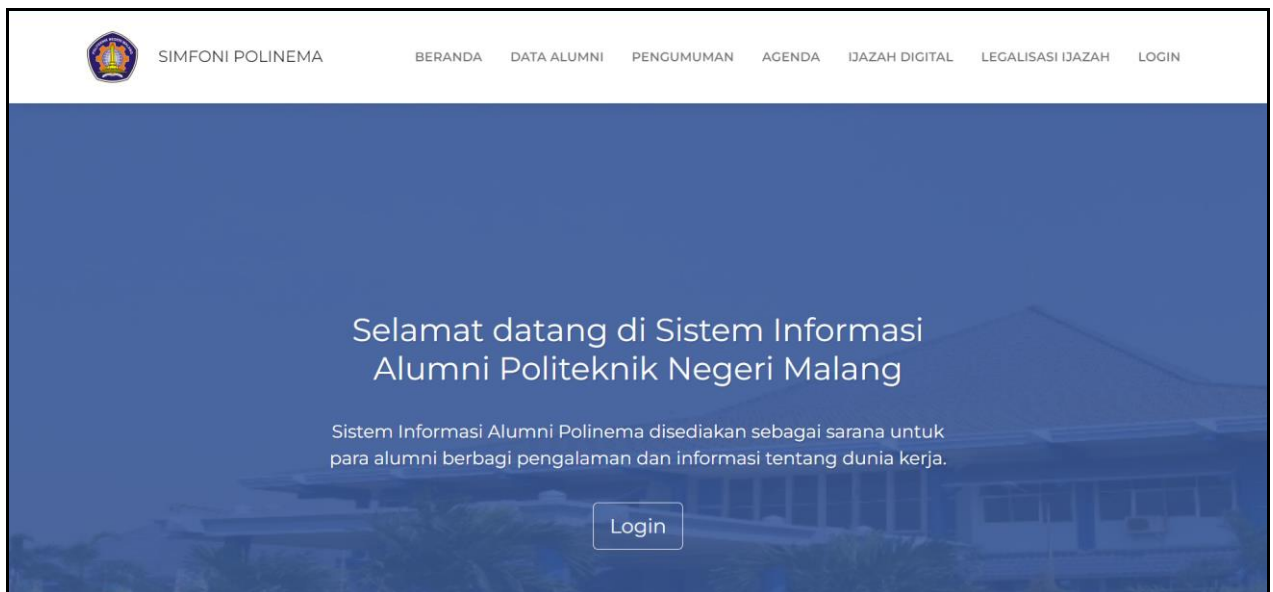 SIMFONI POLINEMA
BERANDA DATA ALUMNI PENGUMUMAN AGENDA IJAZAH DIGITAL LEGALISASI IJAZAH LOGIN
Selamat datang di Sistem Informasi
Alumni Politeknik Negeri Malang
Sistem Informasi Alumni Polinema disediakan sebagai sarana untuk
para alumni berbagi pengalaman dan informasi tentang dunia kerja.
Login